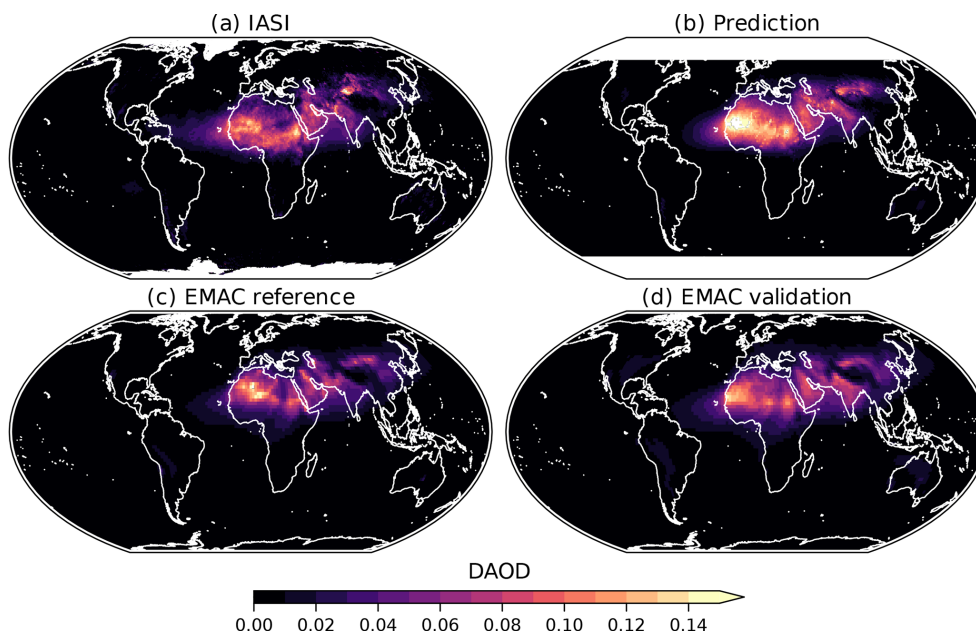 (a) IASI
(b) Prediction
(c) EMAC reference
(d) EMAC validation
DAOD
0.00 0.02 0.04 0.06 0.08 0.10 0.12 0.14